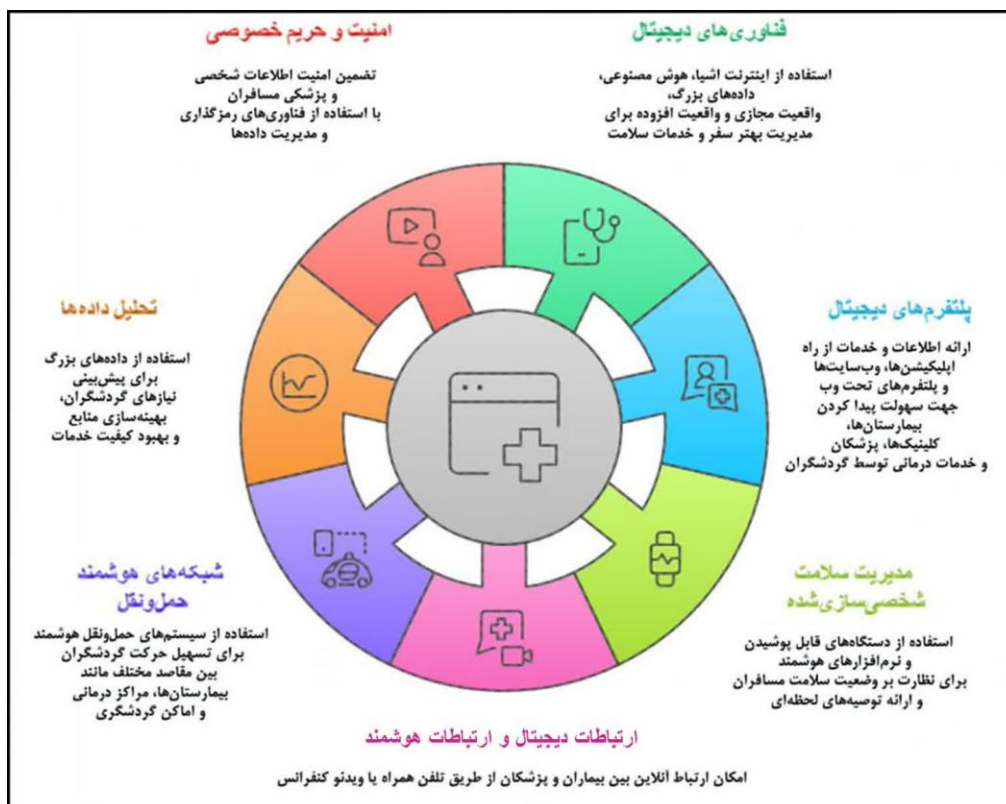 فناوری‌های دیجیتال
استفاده از اینترنت اشیا، هوش مصنوعی،
داده‌های بزرگ،
واقعیت مجازی و واقعیت افزوده برای
مدیریت بهتر سفر و خدمات سلامت
امنیت و حریم خصوصی
تضمین امنیت اطلاعات شخصی
و پزشکی مسافران
با استفاده از فناوری‌های رمزگذاری
و مدیریت داده‌ها
پلتفرم‌های دیجیتال
ارائه اطلاعات و خدمات از راه
اپلیکیشن‌ها، وب‌سایت‌ها
و پلتفرم‌های تحت وب
جهت سهولت پیدا کردن
بیمارستان‌ها،
کلینیک‌ها، پزشکان
و خدمات درمانی توسط گردشگران
تحلیل داده‌ها
استفاده از داده‌های بزرگ
برای پیش‌بینی
نیازهای گردشگران،
بهینه‌سازی منابع
و بهبود کیفیت خدمات
مدیریت سلامت
شخصی‌سازی‌شده
استفاده از دستگاه‌های قابل پوشیدن
و نرم‌افزارهای هوشمند
برای نظارت بر وضعیت سلامت مسافران
و ارائه توصیه‌های لحظه‌ای
شبکه‌های هوشمند
حمل‌ونقل
استفاده از سیستم‌های حمل‌ونقل هوشمند
برای تسهیل حرکت گردشگران
بین مقاصد مختلف مانند
بیمارستان‌ها، مراکز درمانی
و اماکن گردشگری
ارتباطات دیجیتال و ارتباطات هوشمند
امکان ارتباط آنلاین بین بیماران و پزشکان از طریق تلفن همراه یا ویدئو کنفرانس